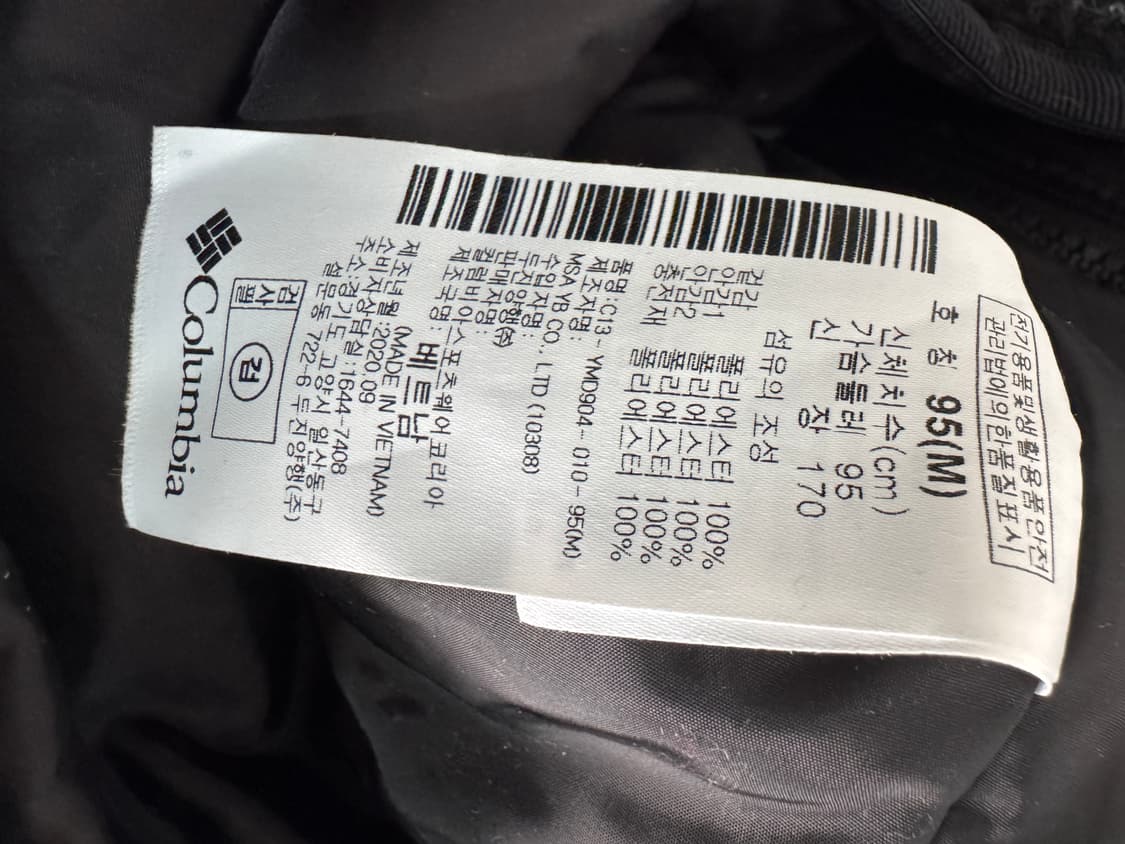 전기용품및생활용품안전
관리법에의한품질표시
호 칭 95(M)
신체치수(cm)
가슴둘레 95
신 장 170
섬유의 조성
겉감 폴리에스터 100%
안감1 폴리에스터 100%
안감2 폴리에스터 100%
충전재 폴리에스터 100%
품명:C13-YMD904-010-95(M)
제조자명:
MSA YB CO., LTD (10308)
수입자명:
두진양행(주)
판매자명:
컬럼비아스포츠웨어코리아
제조국명: 베트남
(MADE IN VIETNAM)
제조년월:2020.09
소비자상담실:1644-7408
주소:경기도 고양시 일산동구
설문동 722-6 두진양행(주)
검사필
검
Columbia